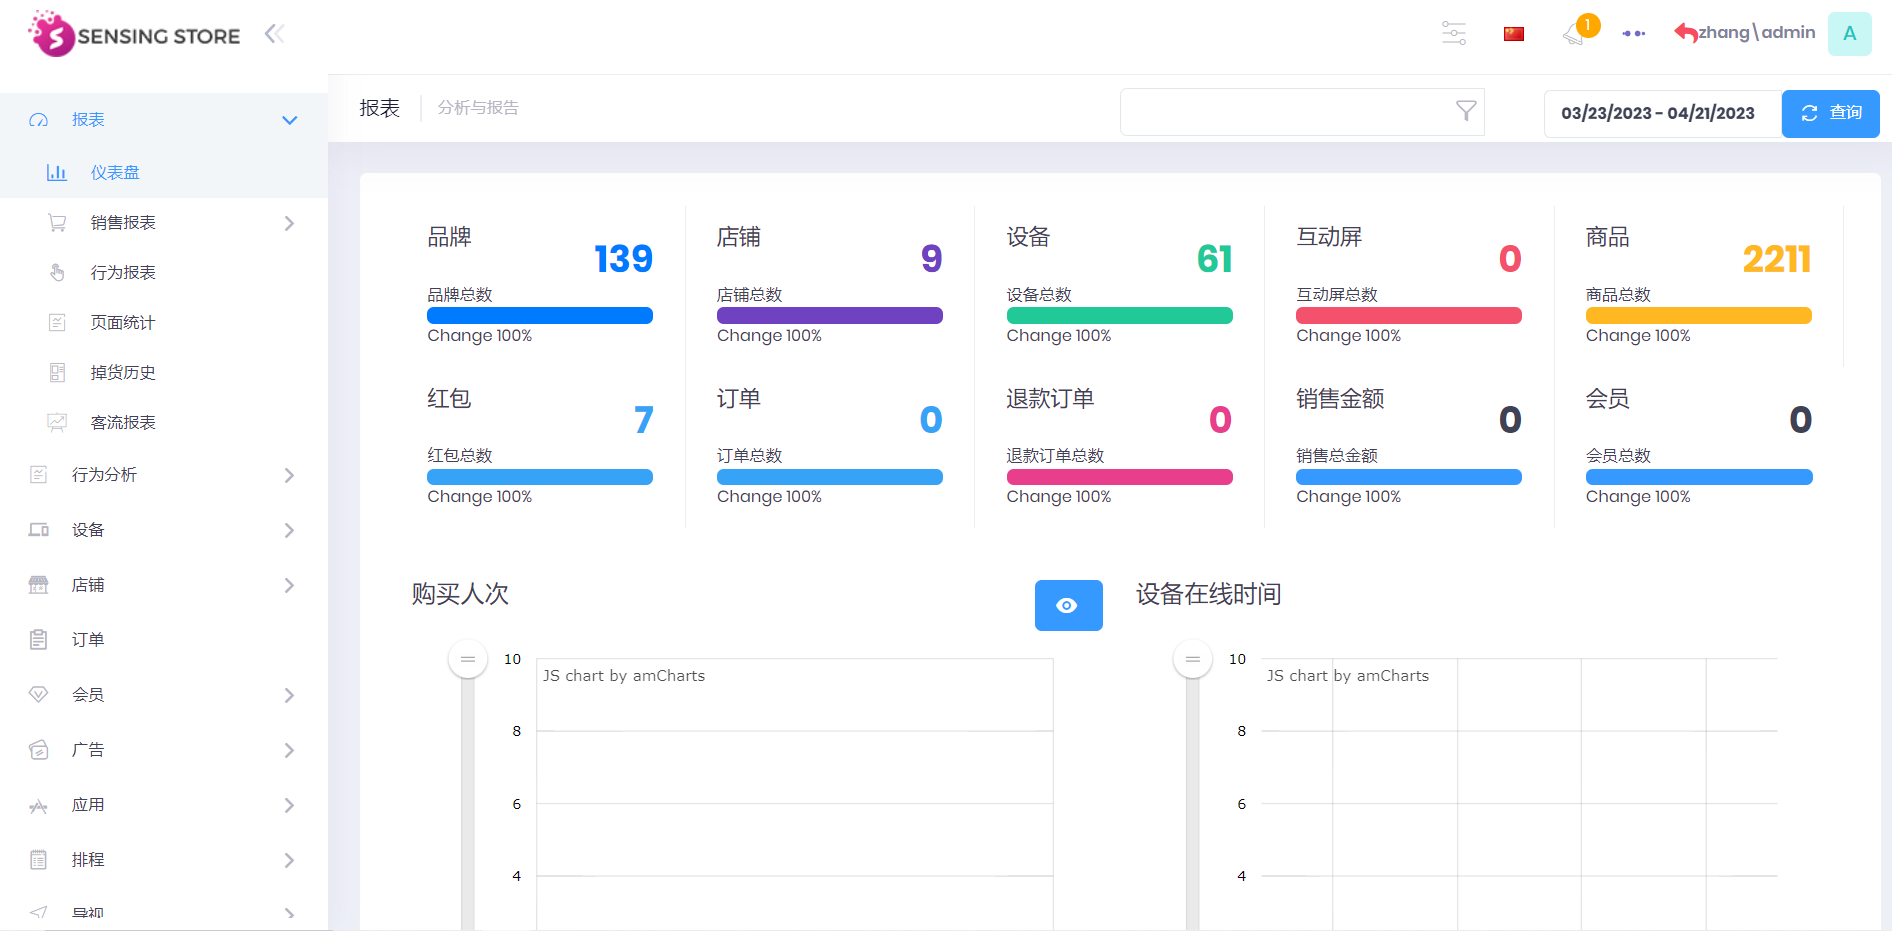 SENSING STORE
1
zhang\admin
A
报表
仪表盘
销售报表
行为报表
页面统计
掉货历史
客流报表
行为分析
设备
店铺
订单
会员
广告
应用
排程
导视
报表
分析与报告
03/23/2023 - 04/21/2023
查询
品牌
139
品牌总数
Change 100%
店铺
9
店铺总数
Change 100%
设备
61
设备总数
Change 100%
互动屏
0
互动屏总数
Change 100%
商品
2211
商品总数
Change 100%
红包
7
红包总数
Change 100%
订单
0
订单总数
Change 100%
退款订单
0
退款订单总数
Change 100%
销售金额
0
销售总金额
Change 100%
会员
0
会员总数
Change 100%
购买人次
10
JS chart by amCharts
8
6
4
设备在线时间
10
JS chart by amCharts
8
6
4